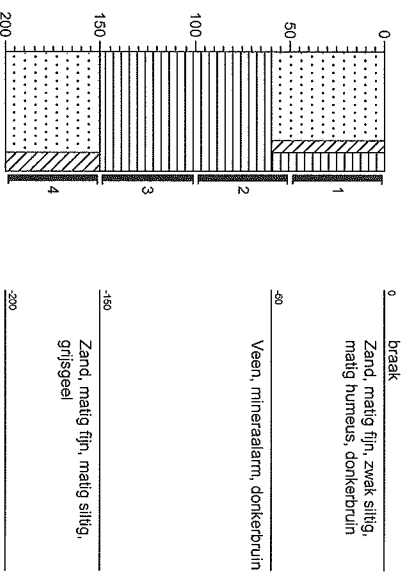 0
50
100
150
200
1
2
3
4
0
braak
Zand, matig fijn, zwak siltig,
matig humeus, donkerbruin
-60
Veen, mineraalarm, donkerbruin
-150
Zand, matig fijn, matig siltig,
grijsgeel
-200